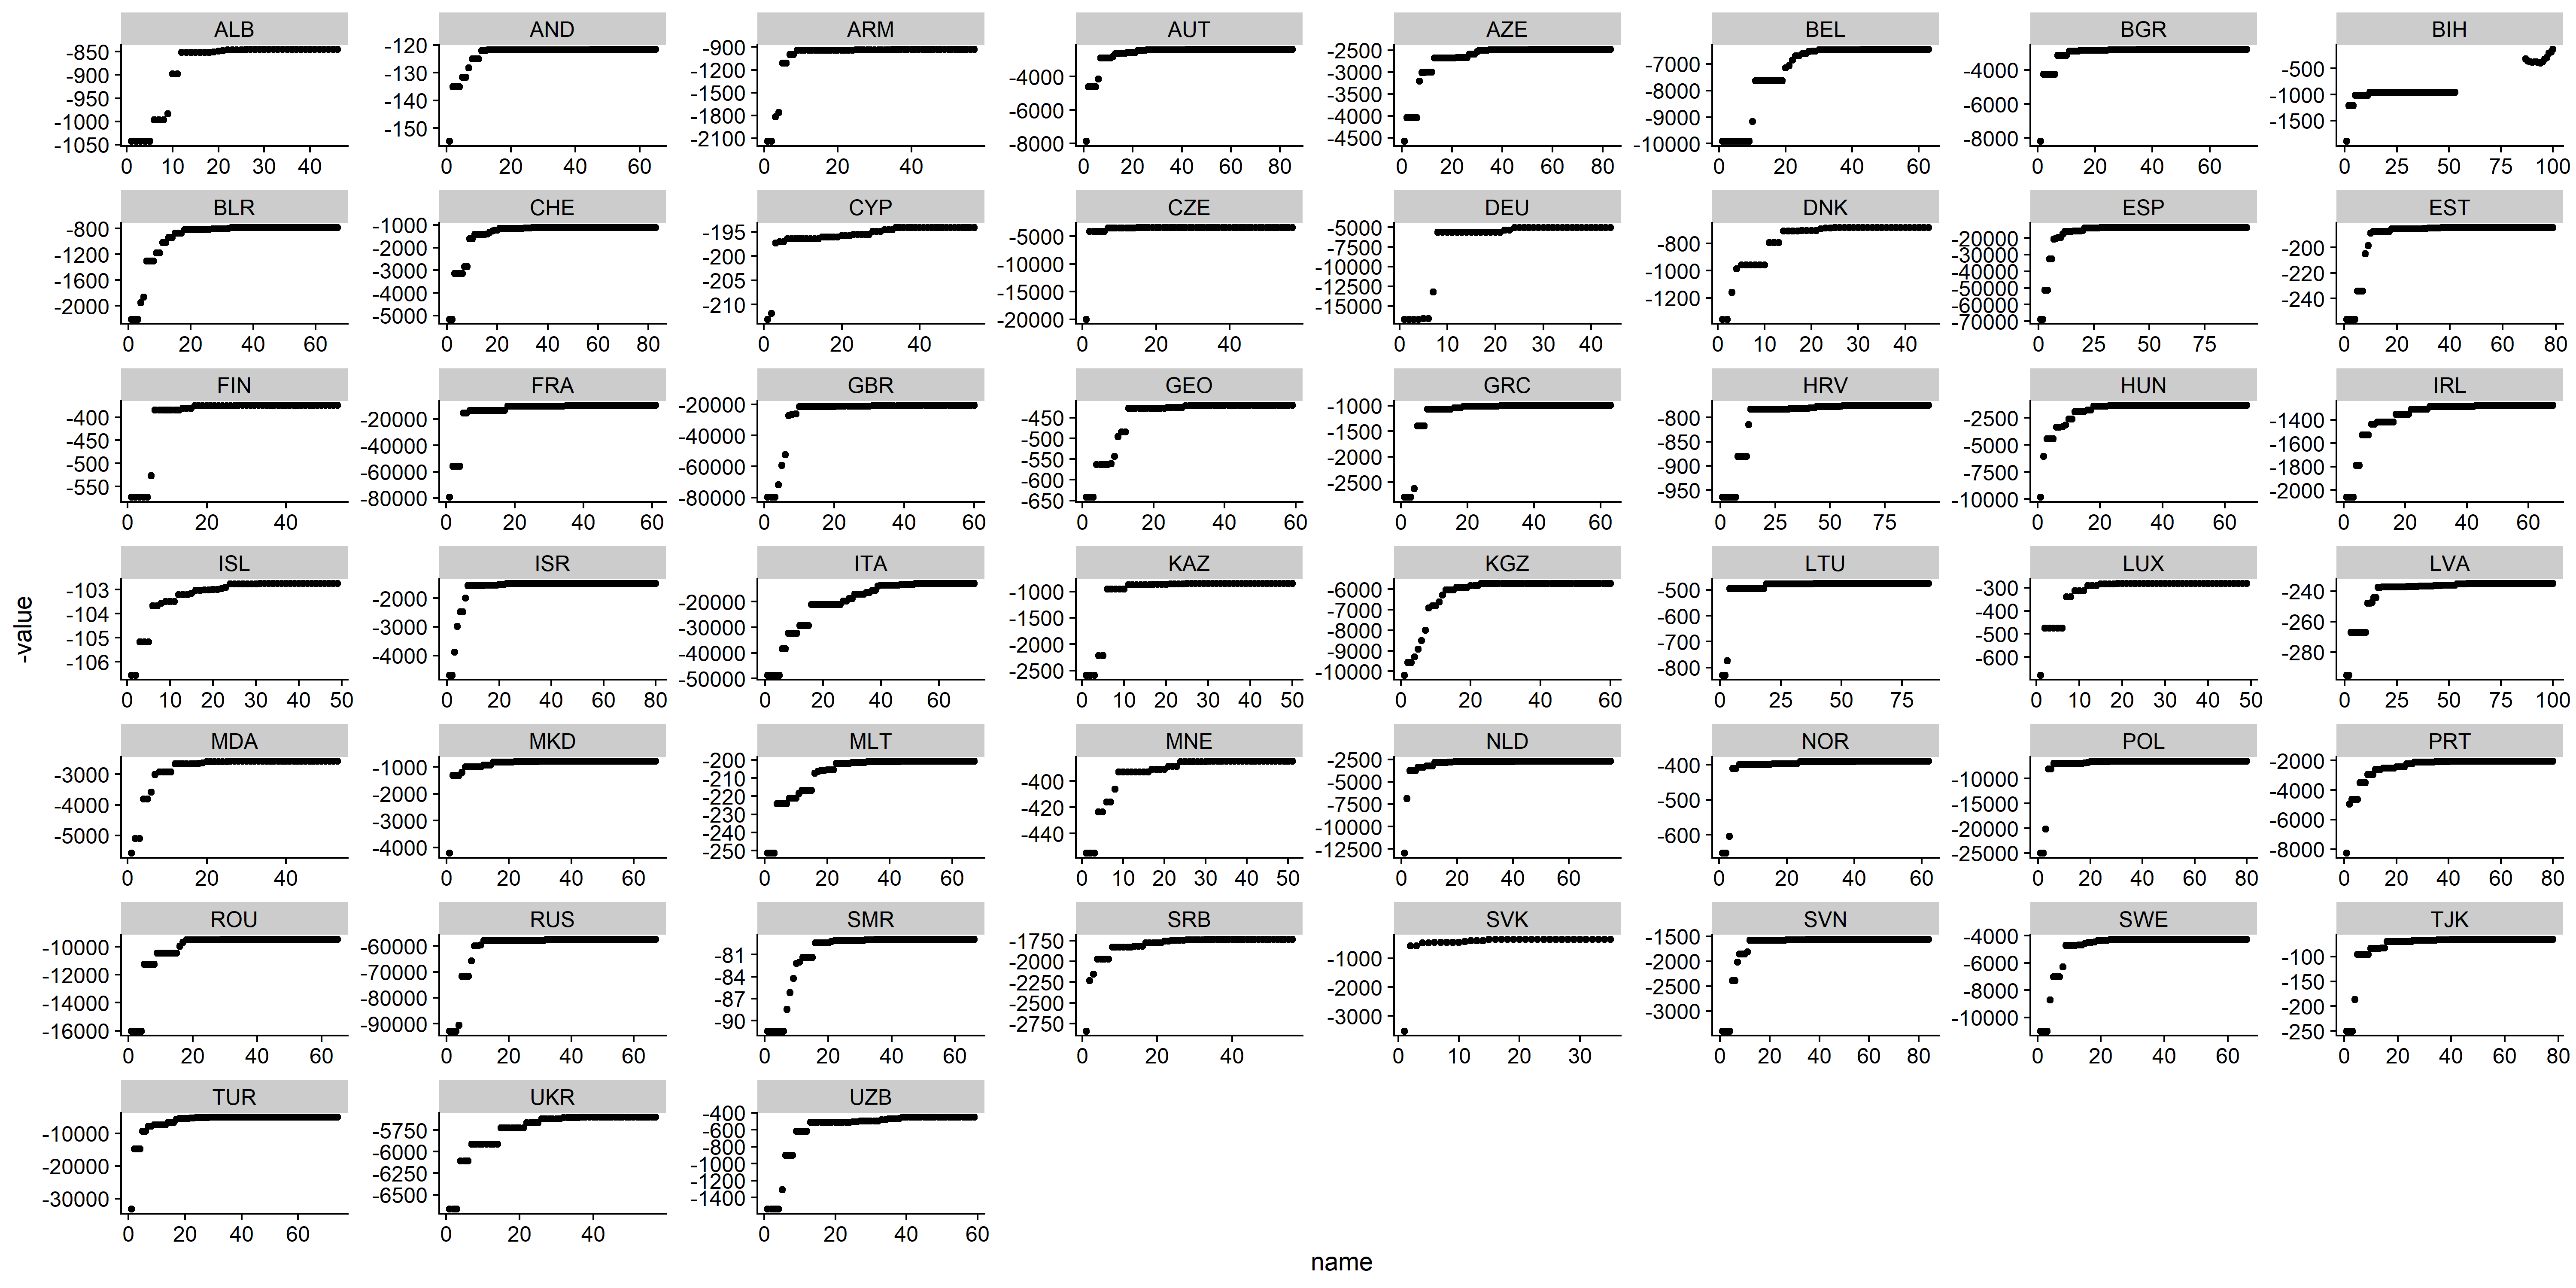 ALB
-850
-900
-950
-1000
-1050
0 10 20 30 40
AND
-120
-130
-140
-150
0 20 40 60
ARM
-900
-1200
-1500
-1800
-2100
0 20 40
AUT
-4000
-6000
-8000
0 20 40 60 80
AZE
-2500
-3000
-3500
-4000
-4500
0 20 40 60 80
BEL
-7000
-8000
-9000
-10000
0 20 40 60
BGR
-4000
-6000
-8000
0 20 40 60
BIH
-500
-1000
-1500
0 25 50 75 100
BLR
-800
-1200
-1600
-2000
0 20 40 60
CHE
-1000
-2000
-3000
-4000
-5000
0 20 40 60 80
CYP
-195
-200
-205
-210
0 20 40
CZE
-5000
-10000
-15000
-20000
0 20 40
DEU
-5000
-7500
-10000
-12500
-15000
0 10 20 30 40
DNK
-800
-1000
-1200
0 10 20 30 40
ESP
-20000
-30000
-40000
-50000
-60000
-70000
0 25 50 75
EST
-200
-220
-240
0 20 40 60 80
FIN
-400
-450
-500
-550
0 20 40
FRA
-20000
-40000
-60000
-80000
0 20 40 60
GBR
-20000
-40000
-60000
-80000
0 20 40 60
GEO
-450
-500
-550
-600
-650
0 20 40 60
GRC
-1000
-1500
-2000
-2500
0 20 40 60
HRV
-800
-850
-900
-950
0 25 50 75
HUN
-2500
-5000
-7500
-10000
0 20 40 60
IRL
-1400
-1600
-1800
-2000
0 20 40 60
ISL
-103
-104
-105
-106
0 10 20 30 40 50
ISR
-2000
-3000
-4000
0 20 40 60 80
ITA
-20000
-30000
-40000
-50000
0 20 40 60
KAZ
-1000
-1500
-2000
-2500
0 10 20 30 40 50
KGZ
-6000
-7000
-8000
-9000
-10000
0 20 40 60
LTU
-500
-600
-700
-800
0 25 50 75
LUX
-300
-400
-500
-600
0 10 20 30 40 50
LVA
-240
-260
-280
0 25 50 75 100
-value
MDA
-3000
-4000
-5000
0 20 40
MKD
-1000
-2000
-3000
-4000
0 20 40 60
MLT
-200
-210
-220
-230
-240
-250
0 20 40 60
MNE
-400
-420
-440
0 10 20 30 40 50
NLD
-2500
-5000
-7500
-10000
-12500
0 20 40 60
NOR
-400
-500
-600
0 20 40 60
POL
-10000
-15000
-20000
-25000
0 20 40 60 80
PRT
-2000
-4000
-6000
-8000
0 20 40 60 80
ROU
-10000
-12000
-14000
-16000
0 20 40 60
RUS
-60000
-70000
-80000
-90000
0 20 40 60
SMR
-81
-84
-87
-90
0 20 40 60
SRB
-1750
-2000
-2250
-2500
-2750
0 20 40
SVK
-1000
-2000
-3000
0 10 20 30
SVN
-1500
-2000
-2500
-3000
0 20 40 60 80
SWE
-4000
-6000
-8000
-10000
0 20 40 60
TJK
-100
-150
-200
-250
0 20 40 60 80
TUR
-10000
-20000
-30000
0 20 40 60
UKR
-5750
-6000
-6250
-6500
0 20 40
UZB
-400
-600
-800
-1000
-1200
-1400
0 20 40 60
name